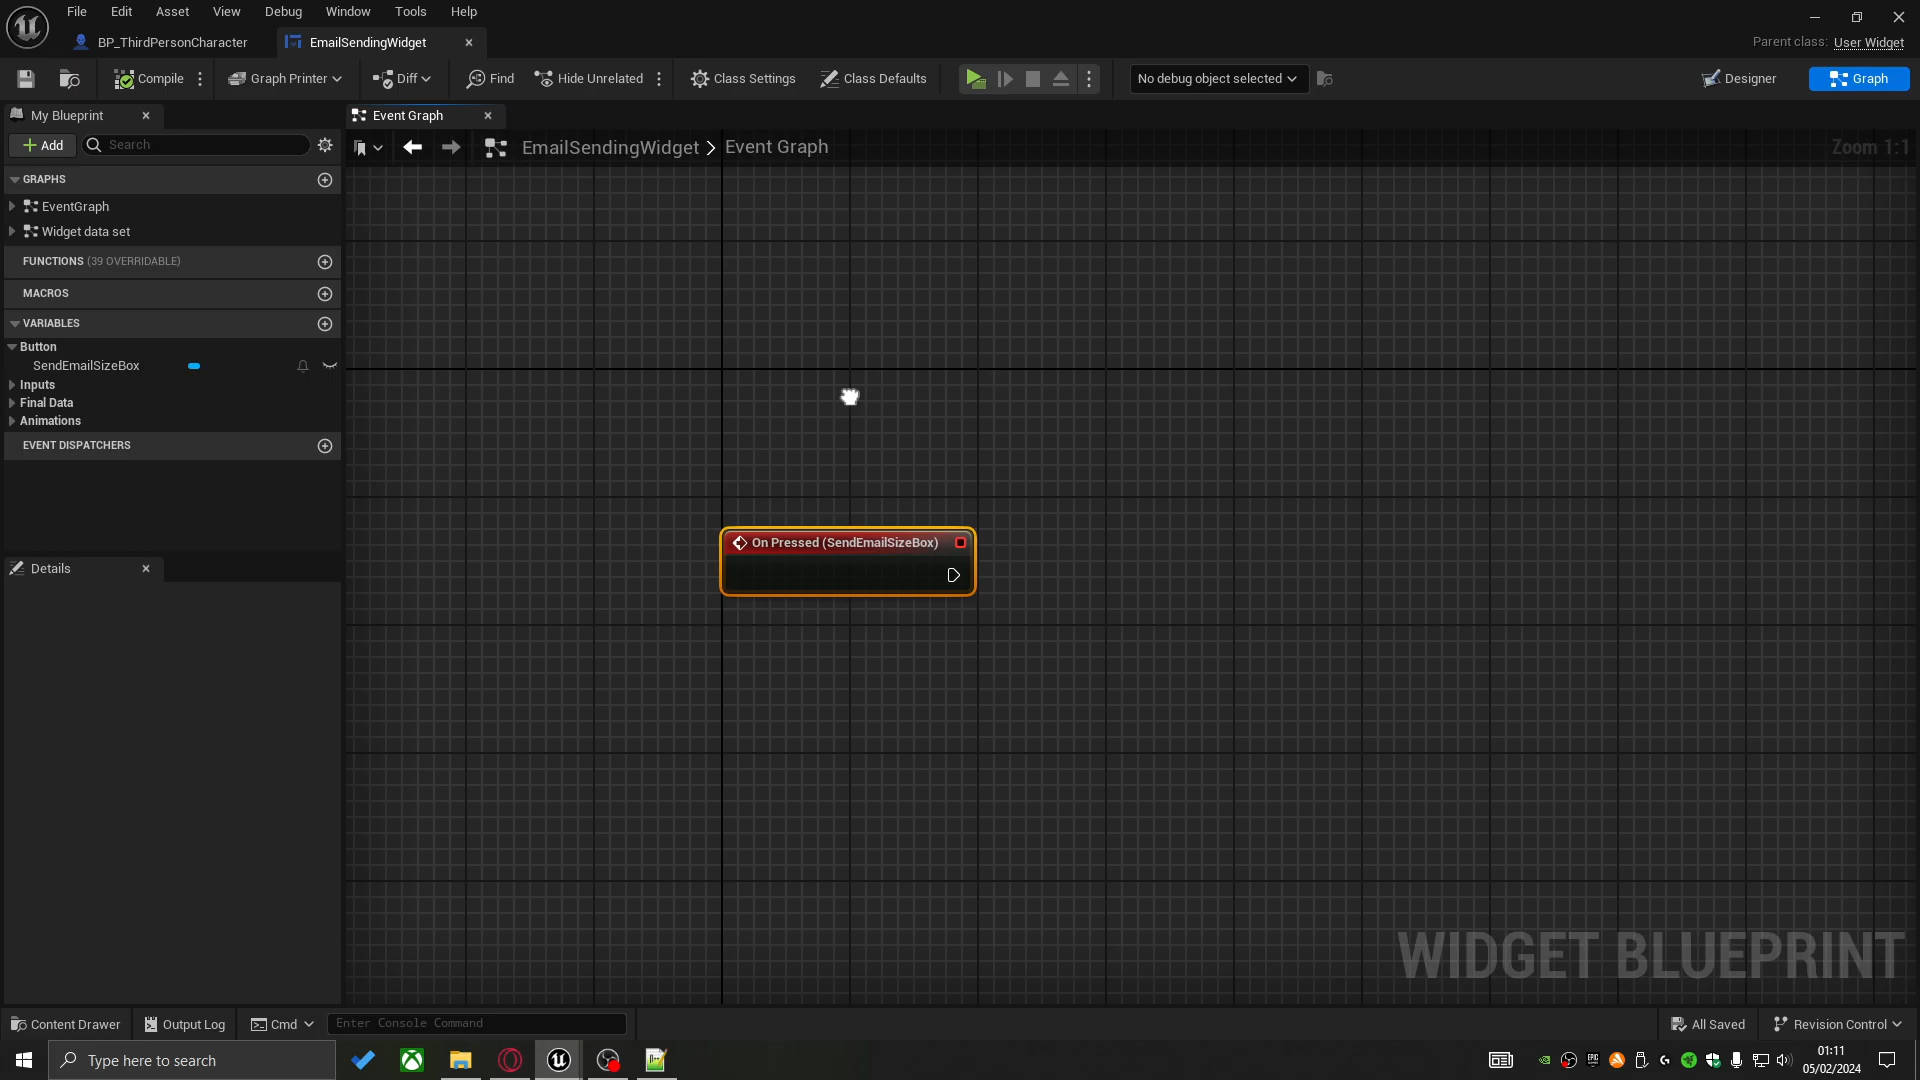 File Edit Asset View Debug Window Tools Help
BP_ThirdPersonCharacter EmailSendingWidget Parent class: User Widget
Compile Graph Printer Diff Find Hide Unrelated Class Settings Class Defaults No debug object selected Designer Graph
My Blueprint Event Graph
Add Search EmailSendingWidget > Event Graph Zoom 1:1
GRAPHS
EventGraph
Widget data set
FUNCTIONS (39 OVERRIDABLE)
MACROS
VARIABLES
Button
SendEmailSizeBox
Inputs
Final Data
Animations
EVENT DISPATCHERS
On Pressed (SendEmailSizeBox)
Details
WIDGET BLUEPRINT
Content Drawer Output Log Cmd Enter Console Command All Saved Revision Control
Type here to search 01:11
05/02/2024